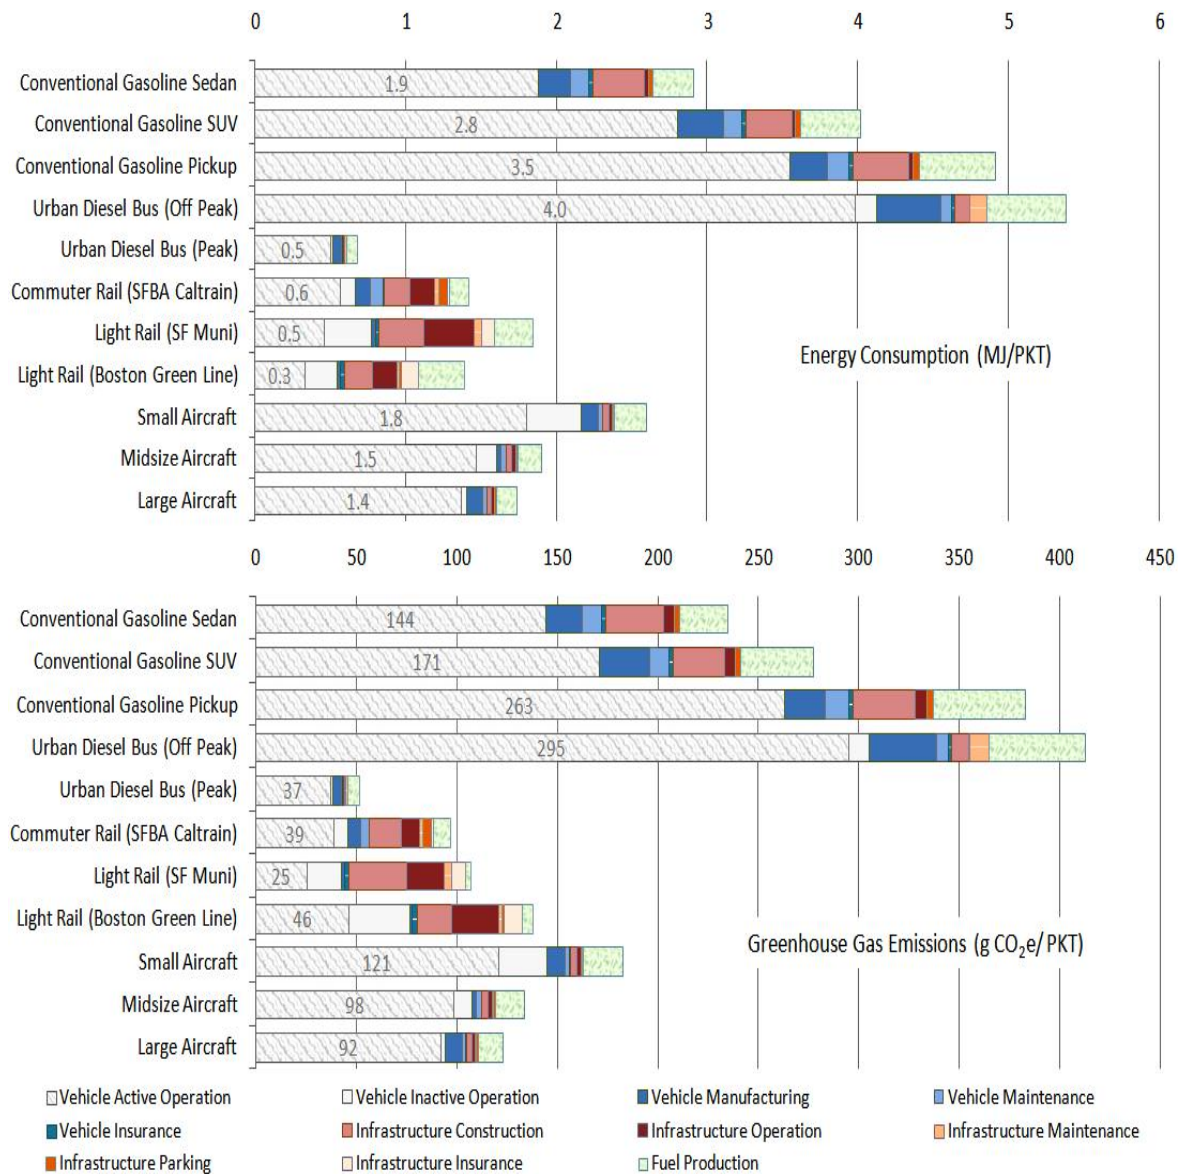 0 1 2 3 4 5 6
Conventional Gasoline Sedan 1.9
Conventional Gasoline SUV 2.8
Conventional Gasoline Pickup 3.5
Urban Diesel Bus (Off Peak) 4.0
Urban Diesel Bus (Peak) 0.5
Commuter Rail (SFBA Caltrain) 0.6
Light Rail (SF Muni) 0.5
Energy Consumption (MJ/PKT)
Light Rail (Boston Green Line) 0.3
Small Aircraft 1.8
Midsize Aircraft 1.5
Large Aircraft 1.4
0 50 100 150 200 250 300 350 400 450
Conventional Gasoline Sedan 144
Conventional Gasoline SUV 171
Conventional Gasoline Pickup 263
Urban Diesel Bus (Off Peak) 295
Urban Diesel Bus (Peak) 37
Commuter Rail (SFBA Caltrain) 39
Light Rail (SF Muni) 25
Light Rail (Boston Green Line) 46
Greenhouse Gas Emissions (g CO₂e/PKT)
Small Aircraft 121
Midsize Aircraft 98
Large Aircraft 92
Vehicle Active Operation Vehicle Inactive Operation Vehicle Manufacturing Vehicle Maintenance
Vehicle Insurance Infrastructure Construction Infrastructure Operation Infrastructure Maintenance
Infrastructure Parking Infrastructure Insurance Fuel Production